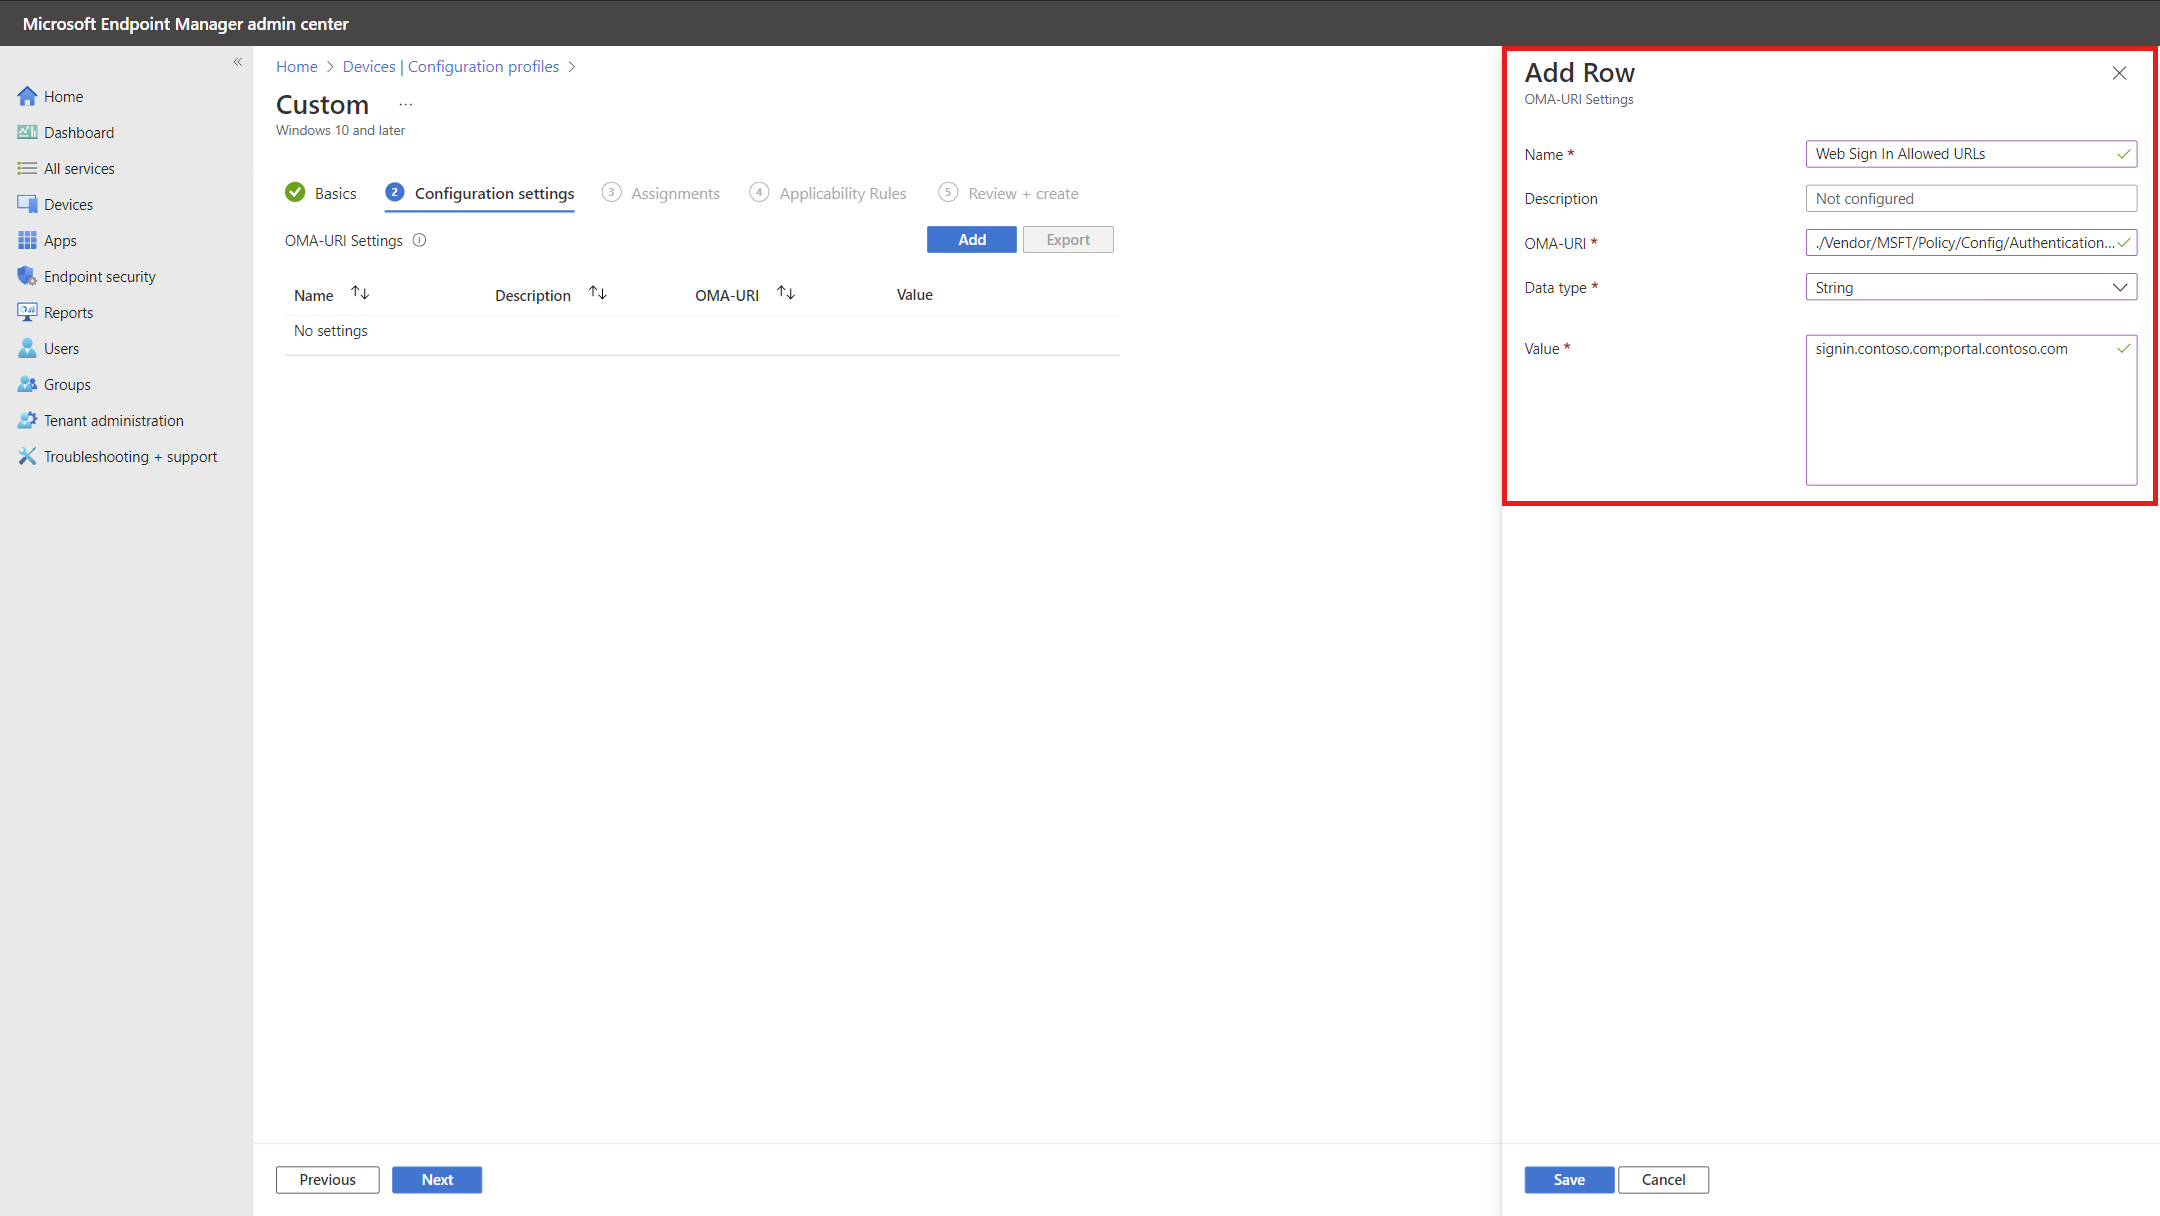 Microsoft Endpoint Manager admin center
«
Home
Dashboard
All services
Devices
Apps
Endpoint security
Reports
Users
Groups
Tenant administration
Troubleshooting + support
Home > Devices | Configuration profiles >
Custom ...
Windows 10 and later
Basics 2 Configuration settings 3 Assignments 4 Applicability Rules 5 Review + create
OMA-URI Settings
Add Export
Name Description OMA-URI Value
No settings
Previous Next
Add Row
OMA-URI Settings
Name * Web Sign In Allowed URLs
Description Not configured
OMA-URI * ./Vendor/MSFT/Policy/Config/Authentication...
Data type * String
Value * signin.contoso.com;portal.contoso.com
Save Cancel